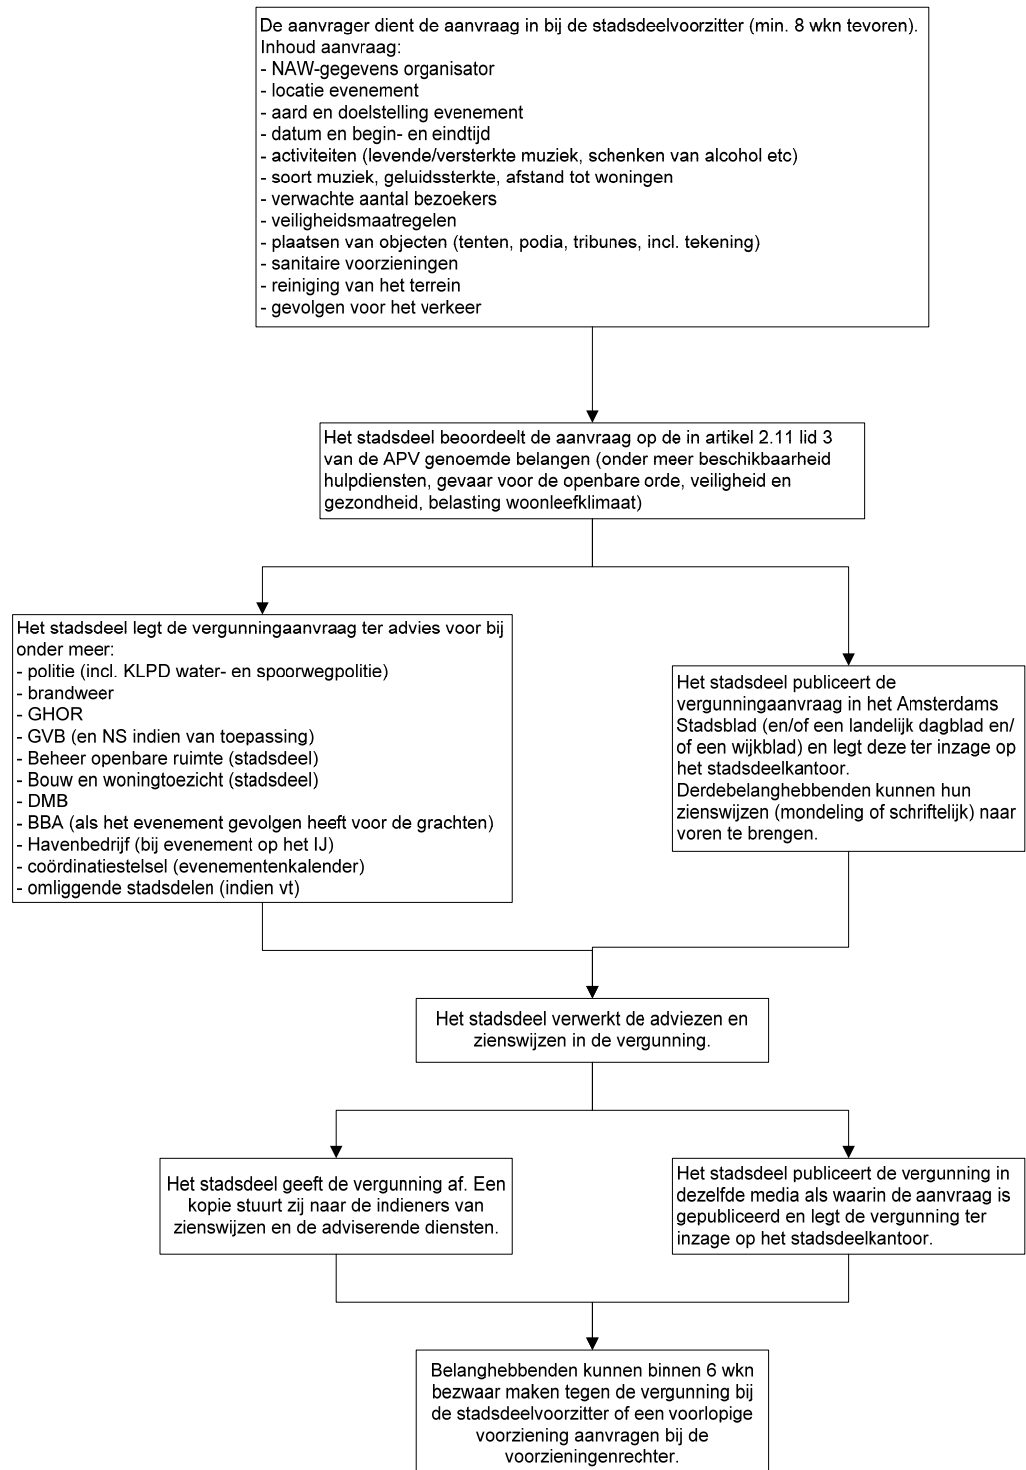 De aanvrager dient de aanvraag in bij de stadsdeelvoorzitter (min. 8 wkn tevoren).
Inhoud aanvraag:
- NAW-gegevens organisator
- locatie evenement
- aard en doelstelling evenement
- datum en begin- en eindtijd
- activiteiten (levende/versterkte muziek, schenken van alcohol etc)
- soort muziek, geluidssterkte, afstand tot woningen
- verwachte aantal bezoekers
- veiligheidsmaatregelen
- plaatsen van objecten (tenten, podia, tribunes, incl. tekening)
- sanitaire voorzieningen
- reiniging van het terrein
- gevolgen voor het verkeer
Het stadsdeel beoordeelt de aanvraag op de in artikel 2.11 lid 3
van de APV genoemde belangen (onder meer beschikbaarheid
hulpdiensten, gevaar voor de openbare orde, veiligheid en
gezondheid, belasting woonleefklimaat)
Het stadsdeel legt de vergunningaanvraag ter advies voor bij
onder meer:
- politie (incl. KLPD water- en spoorwegpolitie)
- brandweer
- GHOR
- GVB (en NS indien van toepassing)
- Beheer openbare ruimte (stadsdeel)
- Bouw en woningtoezicht (stadsdeel)
- DMB
- BBA (als het evenement gevolgen heeft voor de grachten)
- Havenbedrijf (bij evenement op het IJ)
- coördinatiestelsel (evenementenkalender)
- omliggende stadsdelen (indien vt)
Het stadsdeel publiceert de
vergunningaanvraag in het Amsterdams
Stadsblad (en/of een landelijk dagblad en/
of een wijkblad) en legt deze ter inzage op
het stadsdeelkantoor.
Derdebelanghebbenden kunnen hun
zienswijzen (mondeling of schriftelijk) naar
voren te brengen.
Het stadsdeel verwerkt de adviezen en
zienswijzen in de vergunning.
Het stadsdeel geeft de vergunning af. Een
kopie stuurt zij naar de indieners van
zienswijzen en de adviserende diensten.
Het stadsdeel publiceert de vergunning in
dezelfde media als waarin de aanvraag is
gepubliceerd en legt de vergunning ter
inzage op het stadsdeelkantoor.
Belanghebbenden kunnen binnen 6 wkn
bezwaar maken tegen de vergunning bij
de stadsdeelvoorzitter of een voorlopige
voorziening aanvragen bij de
voorzieningenrechter.